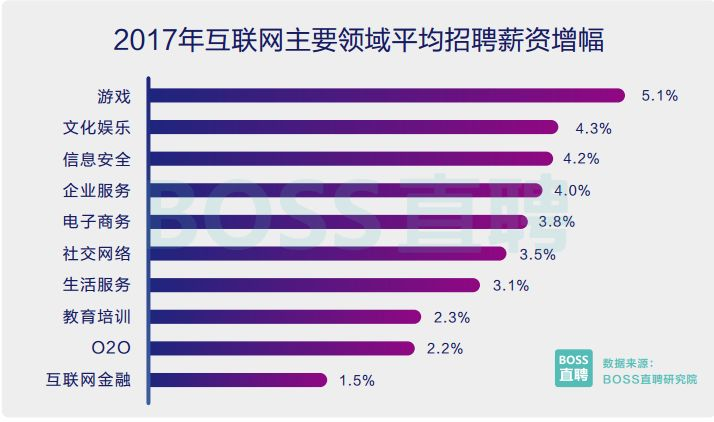 2017年互联网主要领域平均招聘薪资增幅
游戏 5.1%
文化娱乐 4.3%
信息安全 4.2%
企业服务 4.0%
电子商务 3.8%
社交网络 3.5%
生活服务 3.1%
教育培训 2.3%
O2O 2.2%
互联网金融 1.5%
BOSS直聘
BOSS
直聘
数据来源：
BOSS直聘研究院